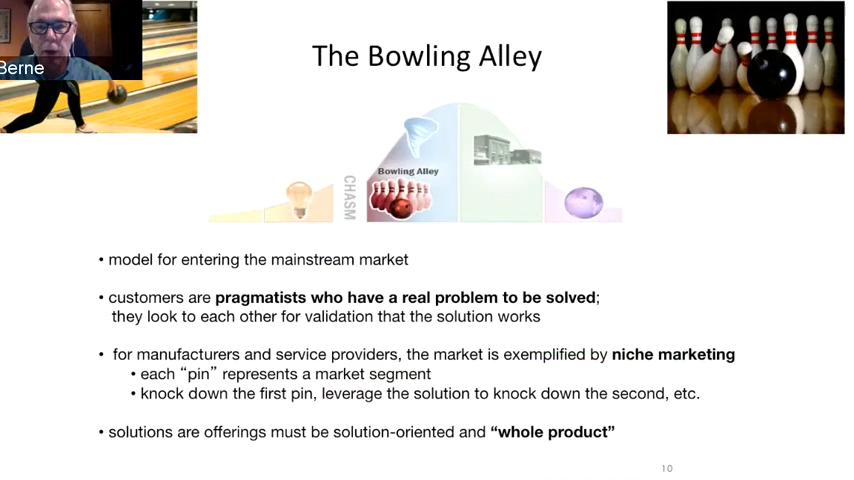 Berne
The Bowling Alley
CHASM
Bowling Alley
• model for entering the mainstream market
• customers are pragmatists who have a real problem to be solved;
they look to each other for validation that the solution works
• for manufacturers and service providers, the market is exemplified by niche marketing
• each “pin” represents a market segment
• knock down the first pin, leverage the solution to knock down the second, etc.
• solutions are offerings must be solution-oriented and “whole product”
10